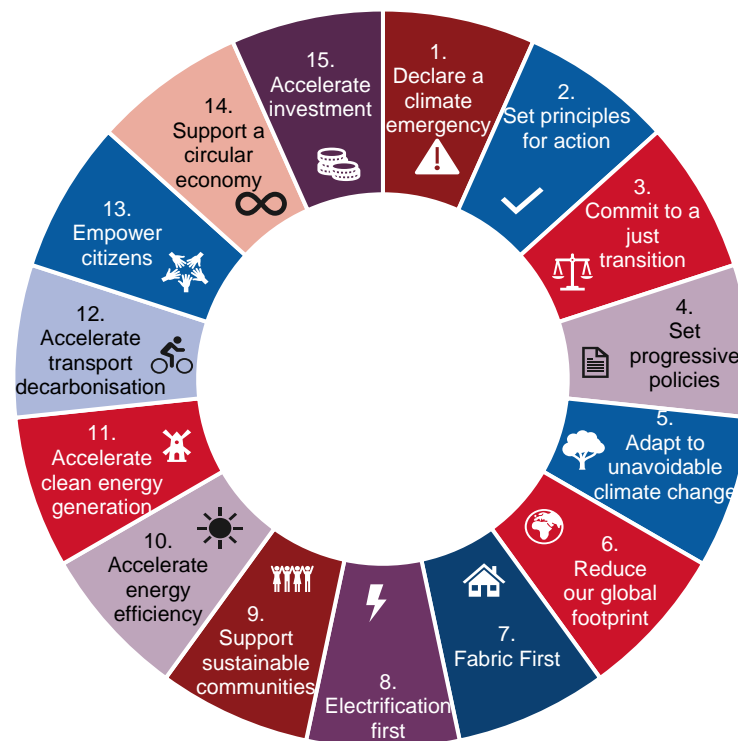 1.
Declare a
climate
emergency
2.
Set principles
for action
3.
Commit to a
just
transition
4.
Set
progressive
policies
5.
Adapt to
unavoidable
climate change
6.
Reduce
our global
footprint
7.
Fabric First
8.
Electrification
first
9.
Support
sustainable
communities
10.
Accelerate
energy
efficiency
11.
Accelerate
clean energy
generation
12.
Accelerate
transport
decarbonisation
13.
Empower
citizens
14.
Support a
circular
economy
15.
Accelerate
investment